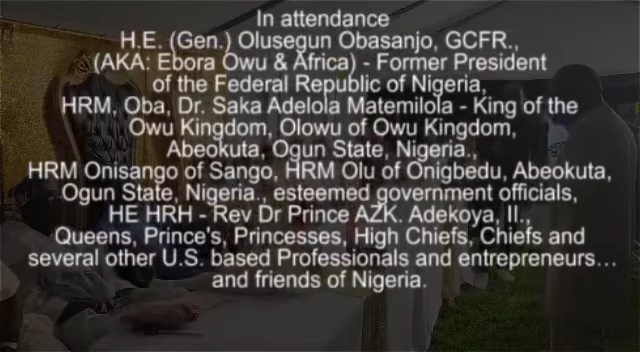 In attendance
H.E. (Gen.) Olusegun Obasanjo, GCFR.,
(AKA: Ebora Owu & Africa) - Former President
of the Federal Republic of Nigeria,
HRM, Oba, Dr. Saka Adelola Matemilola - King of the
Owu Kingdom, Olowu of Owu Kingdom,
Abeokuta, Ogun State, Nigeria.,
HRM Onisango of Sango, HRM Olu of Onigbedu, Abeokuta,
Ogun State, Nigeria., esteemed government officials,
HE HRH - Rev Dr Prince AZK. Adekoya, II.,
Queens, Prince's, Princesses, High Chiefs, Chiefs and
several other U.S. based Professionals and entrepreneurs...
and friends of Nigeria.